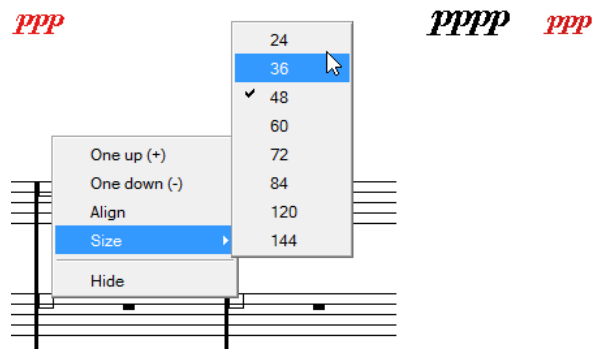 ppp
pppp ppp
24
36
48
60
72
84
120
144
One up (+)
One down (-)
Align
Size
Hide